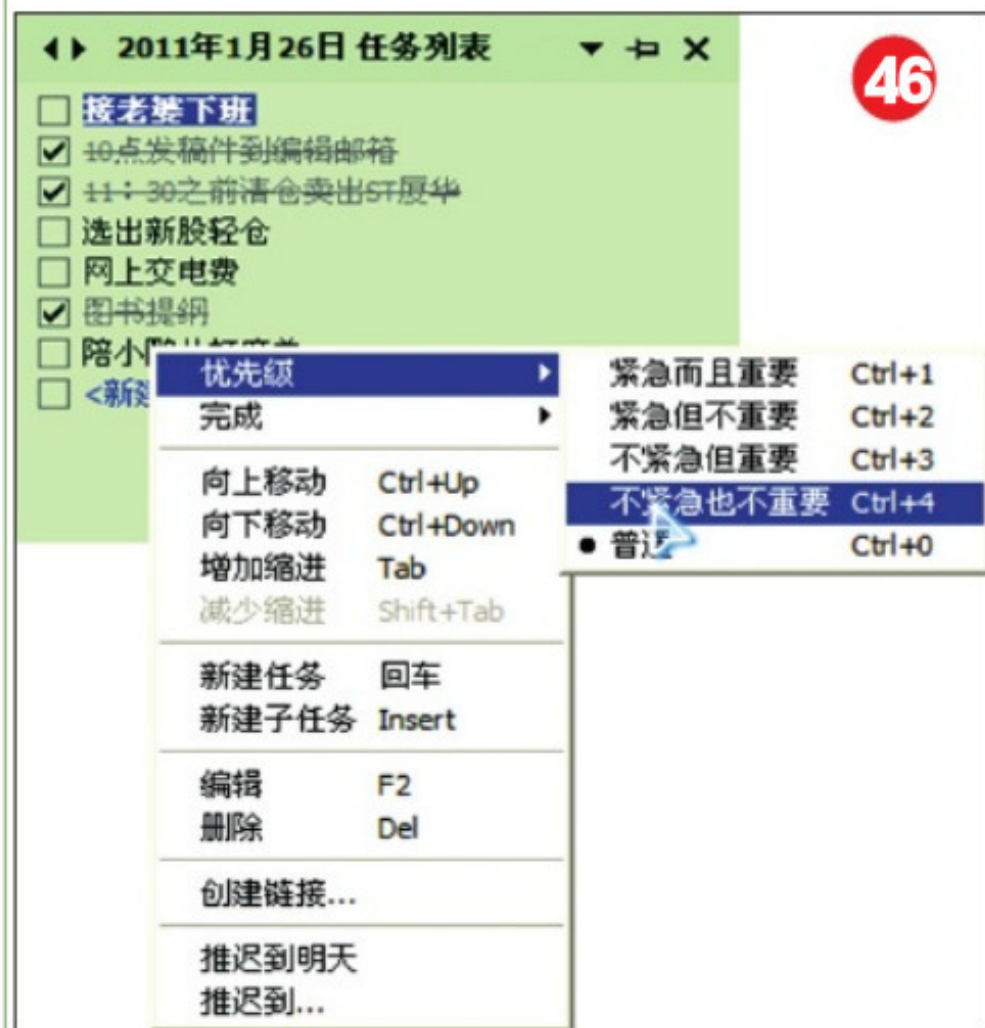 2011年1月26日 任务列表
46
接老婆下班
10点发稿件到编辑邮箱
11：30之前清仓卖出ST厦华
选出新股轻仓
网上交电费
图书提纲
陪小
<新建
优先级
完成
向上移动 Ctrl+Up
向下移动 Ctrl+Down
增加缩进 Tab
减少缩进 Shift+Tab
新建任务 回车
新建子任务 Insert
编辑 F2
删除 Del
创建链接...
推迟到明天
推迟到...
紧急而且重要 Ctrl+1
紧急但不重要 Ctrl+2
不紧急但重要 Ctrl+3
不紧急也不重要 Ctrl+4
普通 Ctrl+0